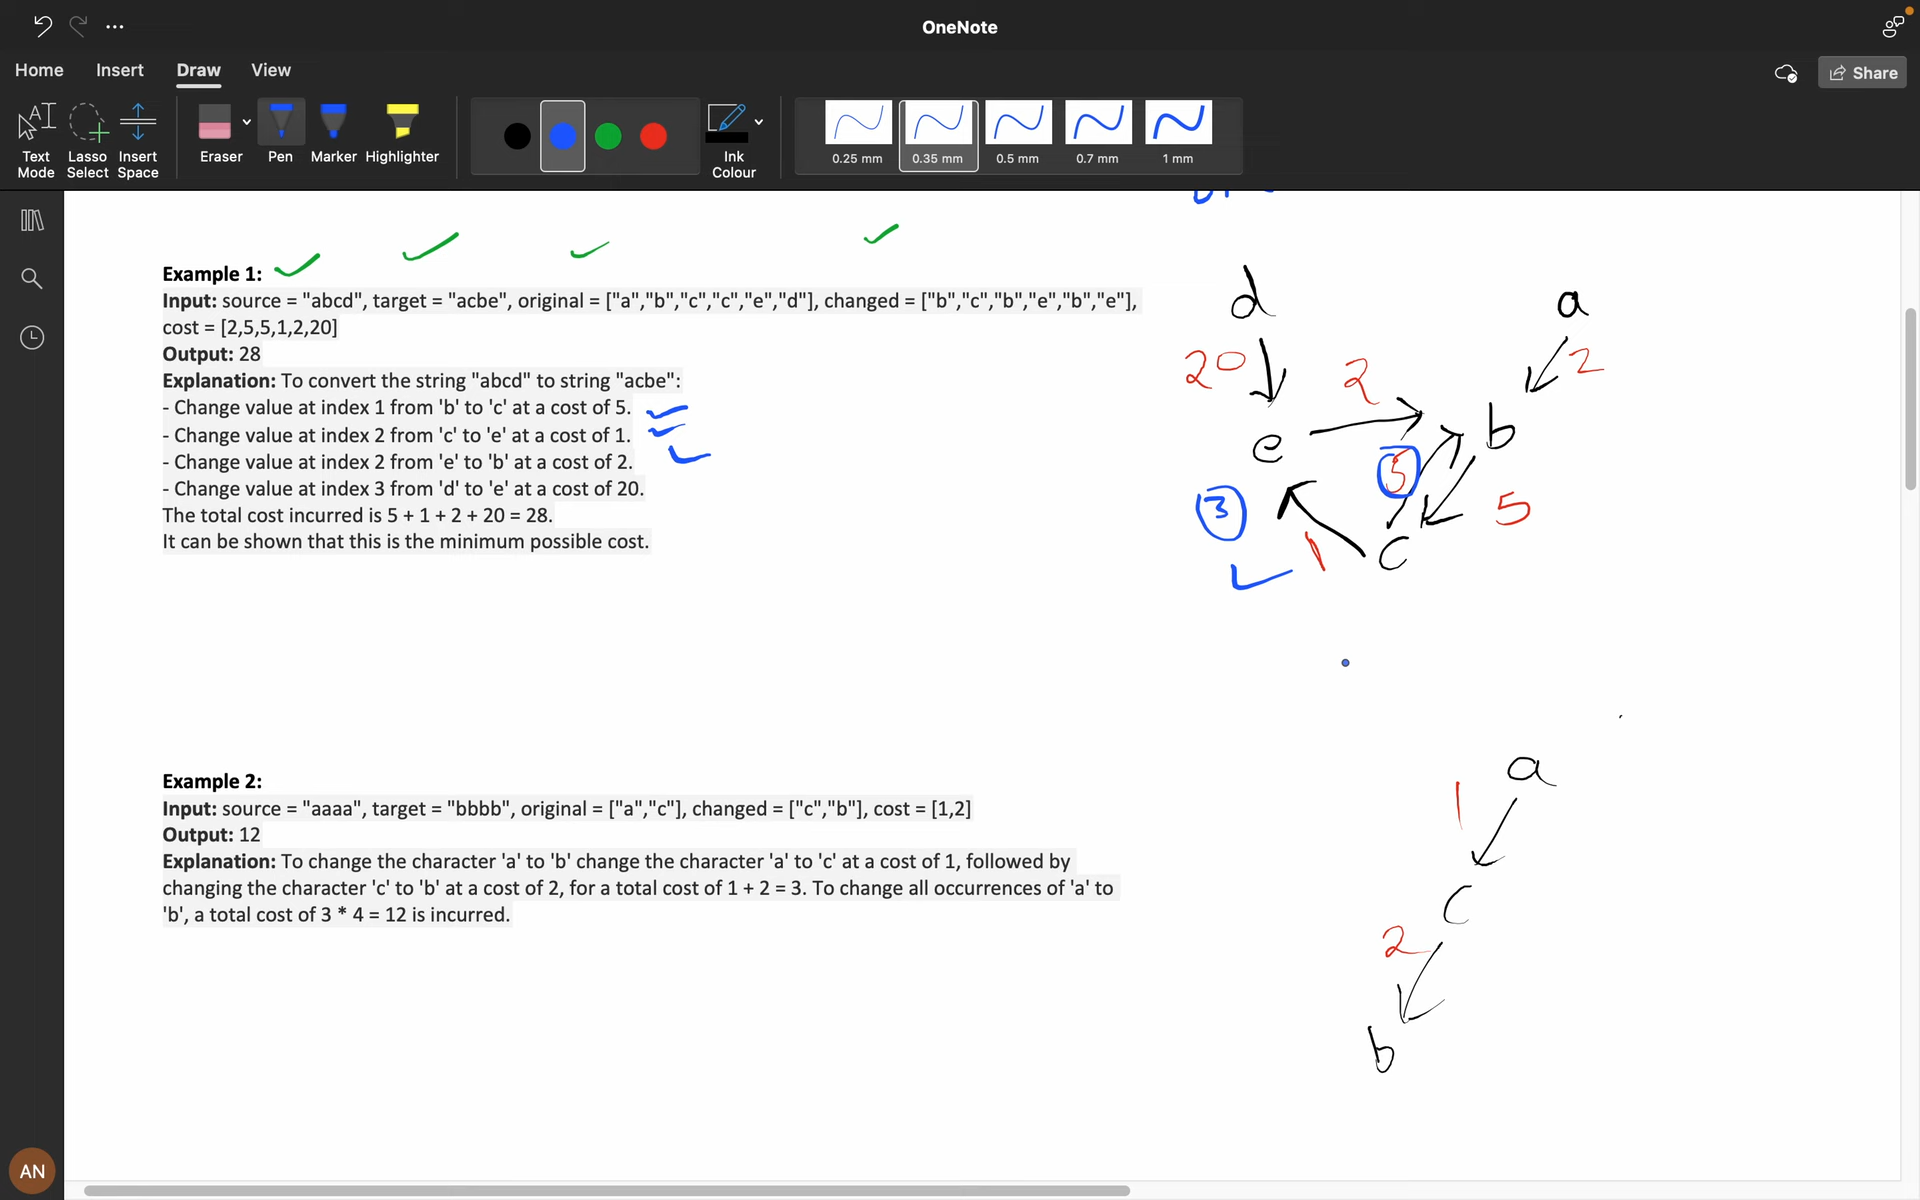 OneNote
Home Insert Draw View
Share
Text Mode
Lasso Select
Insert Space
Eraser
Pen
Marker
Highlighter
Ink Colour
0.25 mm
0.35 mm
0.5 mm
0.7 mm
1 mm
Example 1:
Input: source = "abcd", target = "acbe", original = ["a","b","c","c","e","d"], changed = ["b","c","b","e","b","e"],
cost = [2,5,5,1,2,20]
Output: 28
Explanation: To convert the string "abcd" to string "acbe":
- Change value at index 1 from 'b' to 'c' at a cost of 5.
- Change value at index 2 from 'c' to 'e' at a cost of 1.
- Change value at index 2 from 'e' to 'b' at a cost of 2.
- Change value at index 3 from 'd' to 'e' at a cost of 20.
The total cost incurred is 5 + 1 + 2 + 20 = 28.
It can be shown that this is the minimum possible cost.
d a
20 2 2
e b
3 5 5
1 c
Example 2:
Input: source = "aaaa", target = "bbbb", original = ["a","c"], changed = ["c","b"], cost = [1,2]
Output: 12
Explanation: To change the character 'a' to 'b' change the character 'a' to 'c' at a cost of 1, followed by
changing the character 'c' to 'b' at a cost of 2, for a total cost of 1 + 2 = 3. To change all occurrences of 'a' to
'b', a total cost of 3 * 4 = 12 is incurred.
a
1
c
2
b
AN